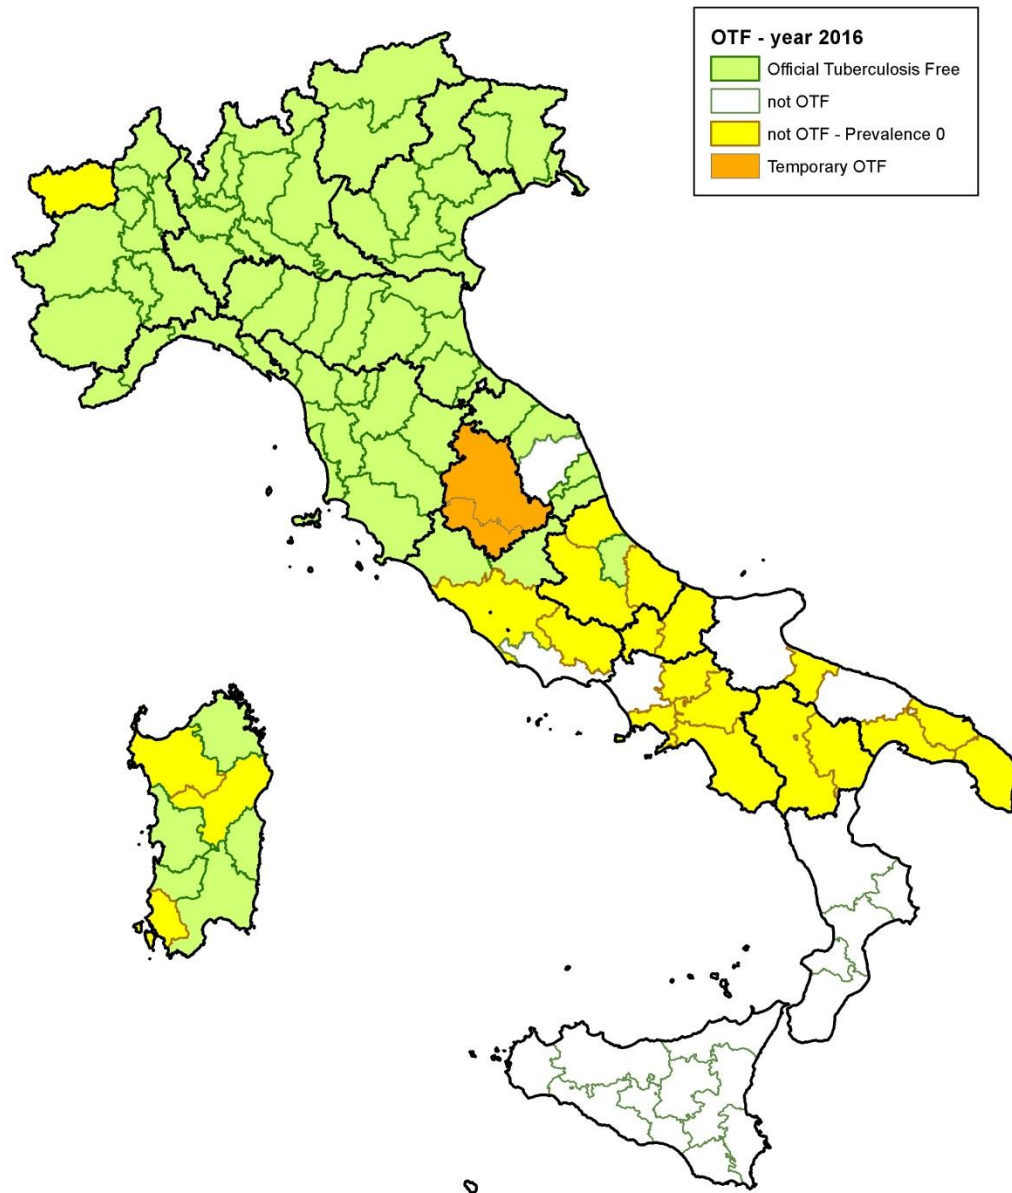 OTF - year 2016
Official Tuberculosis Free
not OTF
not OTF - Prevalence 0
Temporary OTF